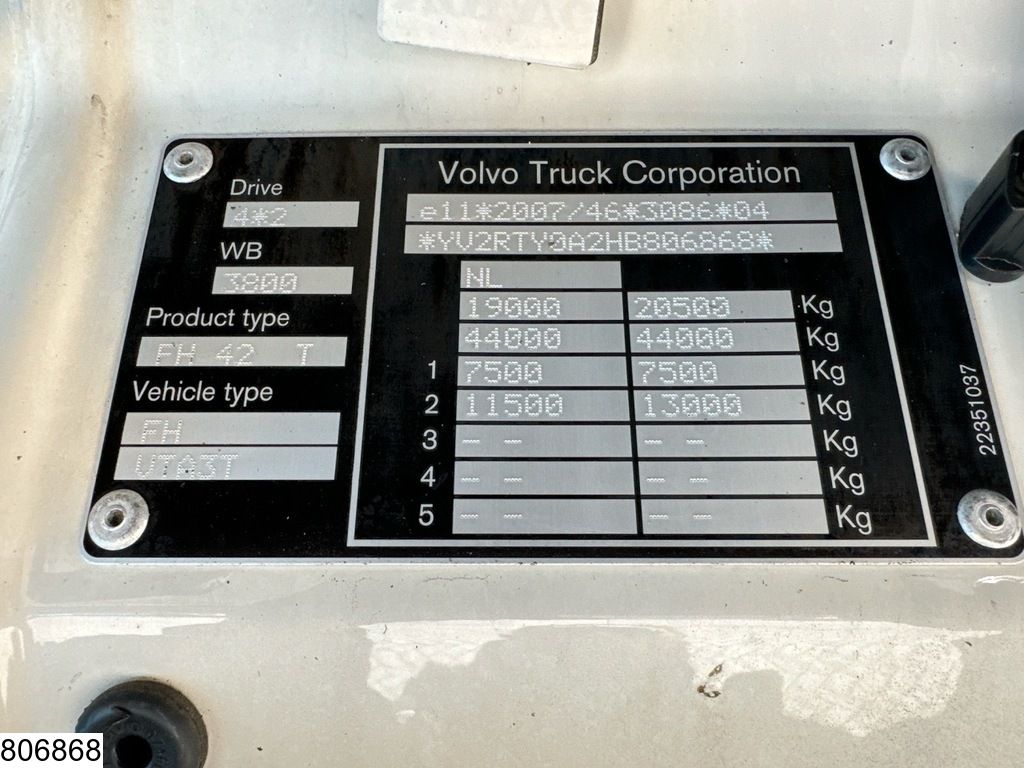 Drive
4*2
WB
3800
Product type
FH 42 T
Vehicle type
FH
VTA3T
Volvo Truck Corporation
e11*2007/46*3086*04
*YV2RTY0A2HB806868*
NL
19000 20500 Kg
44000 44000 Kg
1 7500 7500 Kg
2 11500 13000 Kg
3 -- -- Kg
4 -- -- Kg
5 -- -- Kg
22351037
806868